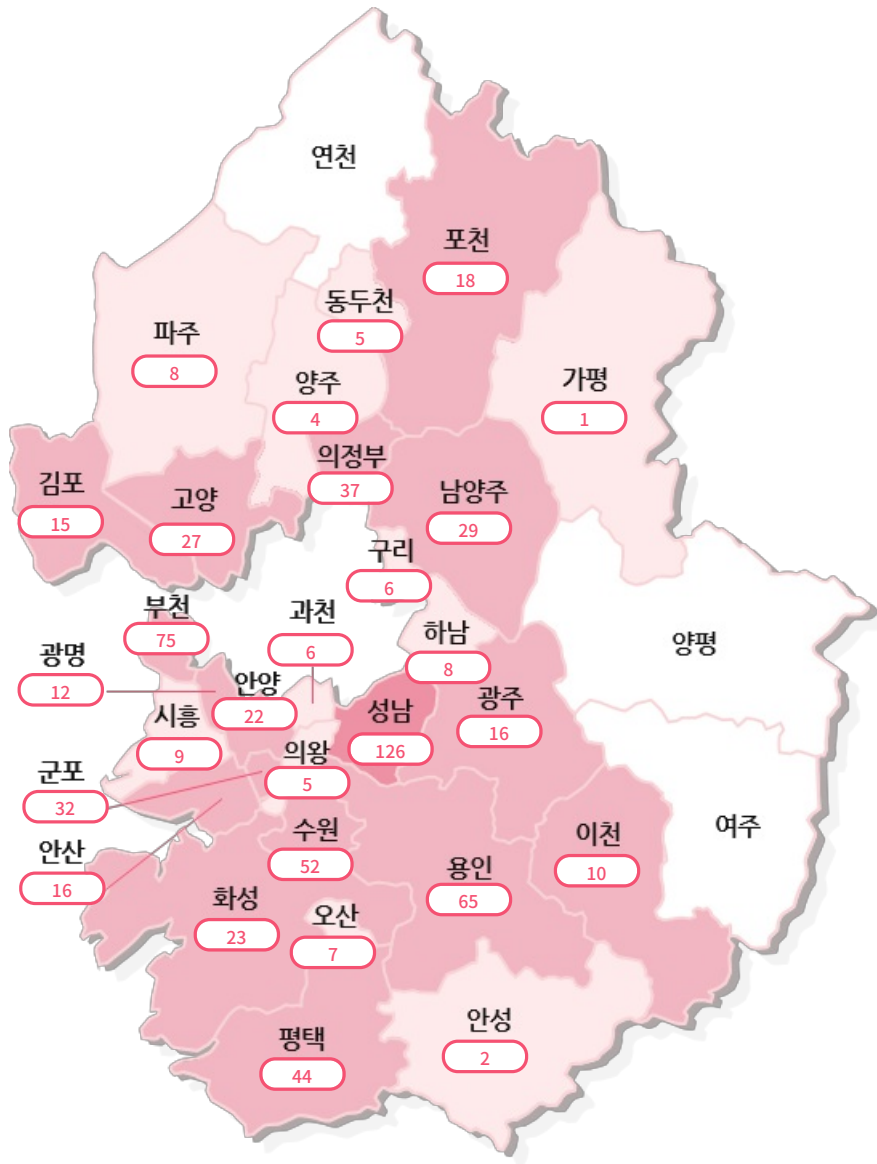 연천
포천
18
동두천
5
파주
8
양주
4
가평
1
의정부
37
김포
15
고양
27
남양주
29
구리
6
부천
75
과천
6
하남
8
양평
광명
12
안양
22
시흥
9
성남
126
광주
16
의왕
5
군포
32
수원
52
이천
10
여주
안산
16
용인
65
화성
23
오산
7
안성
2
평택
44